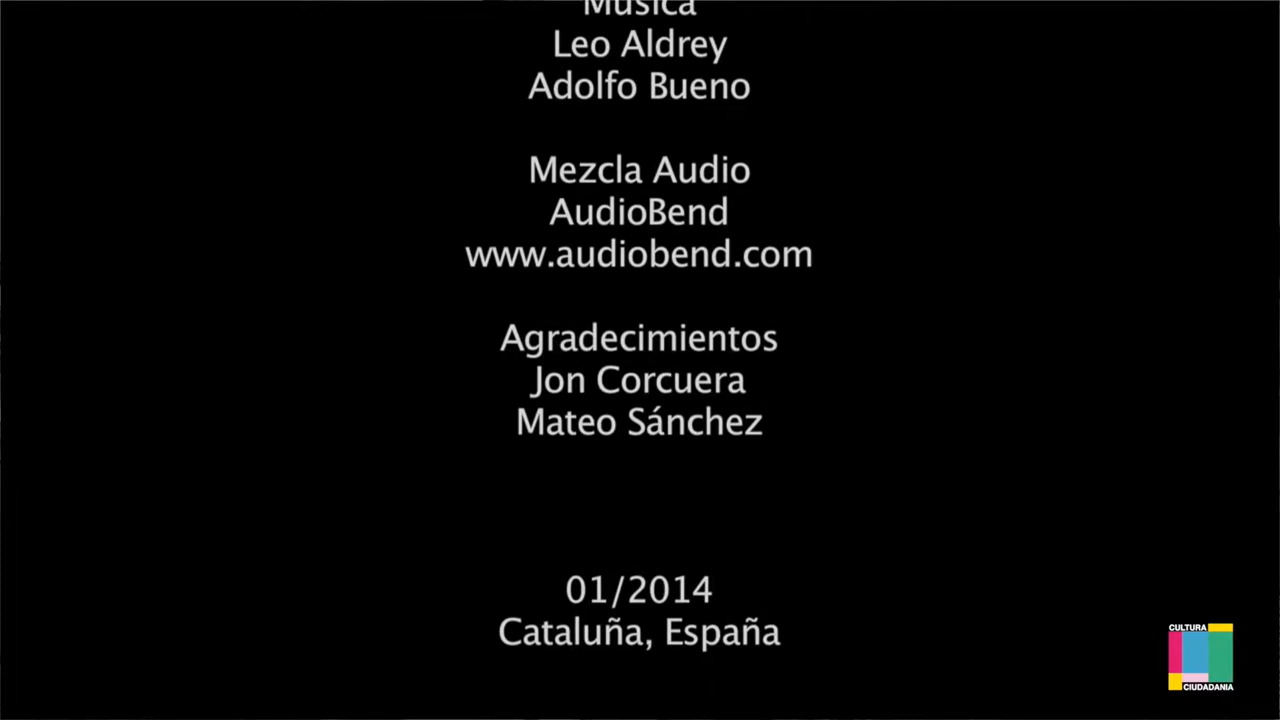 Música
Leo Aldrey
Adolfo Bueno
Mezcla Audio
AudioBend
www.audiobend.com
Agradecimientos
Jon Corcuera
Mateo Sánchez
01/2014
Cataluña, España
CULTURA
CIUDADANIA